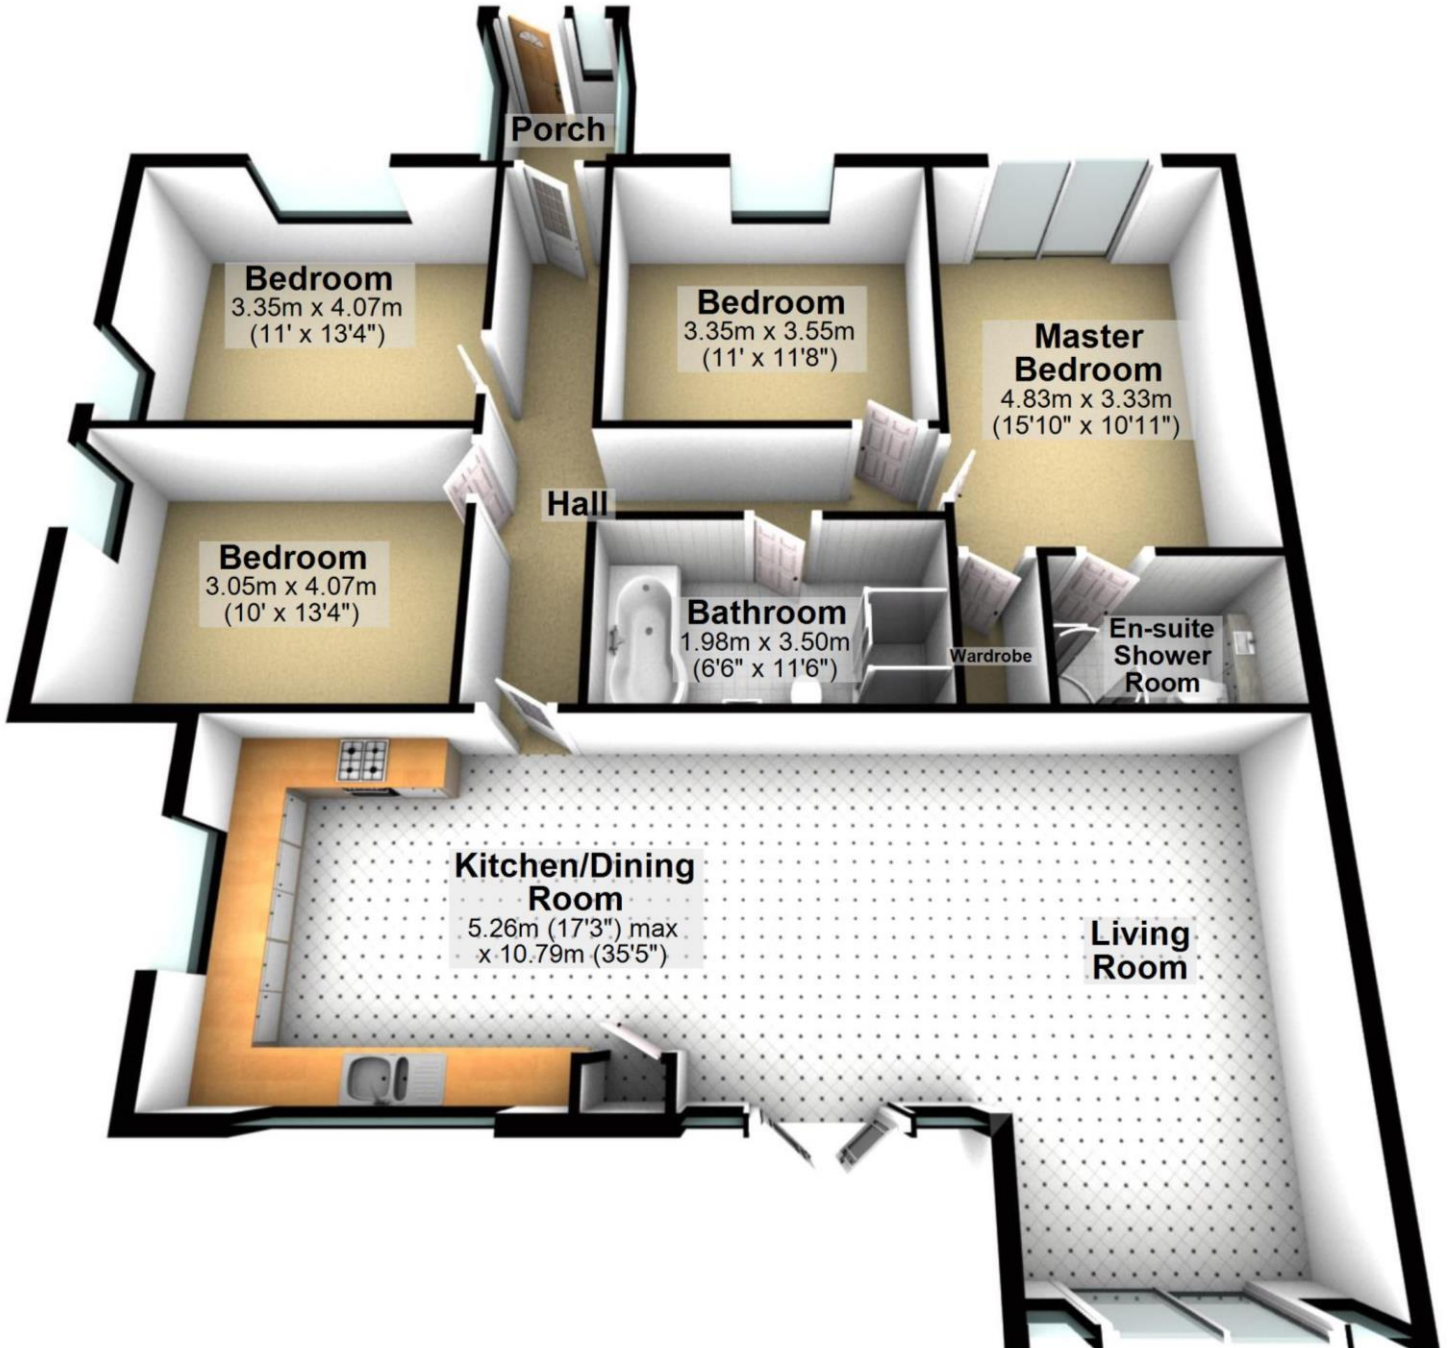 Porch
Bedroom
3.35m x 4.07m
(11' x 13'4")
Bedroom
3.35m x 3.55m
(11' x 11'8")
Master
Bedroom
4.83m x 3.33m
(15'10" x 10'11")
Hall
Bedroom
3.05m x 4.07m
(10' x 13'4")
Bathroom
1.98m x 3.50m
(6'6" x 11'6")
Wardrobe
En-suite
Shower
Room
Kitchen/Dining
Room
5.26m (17'3") max
x 10.79m (35'5")
Living
Room